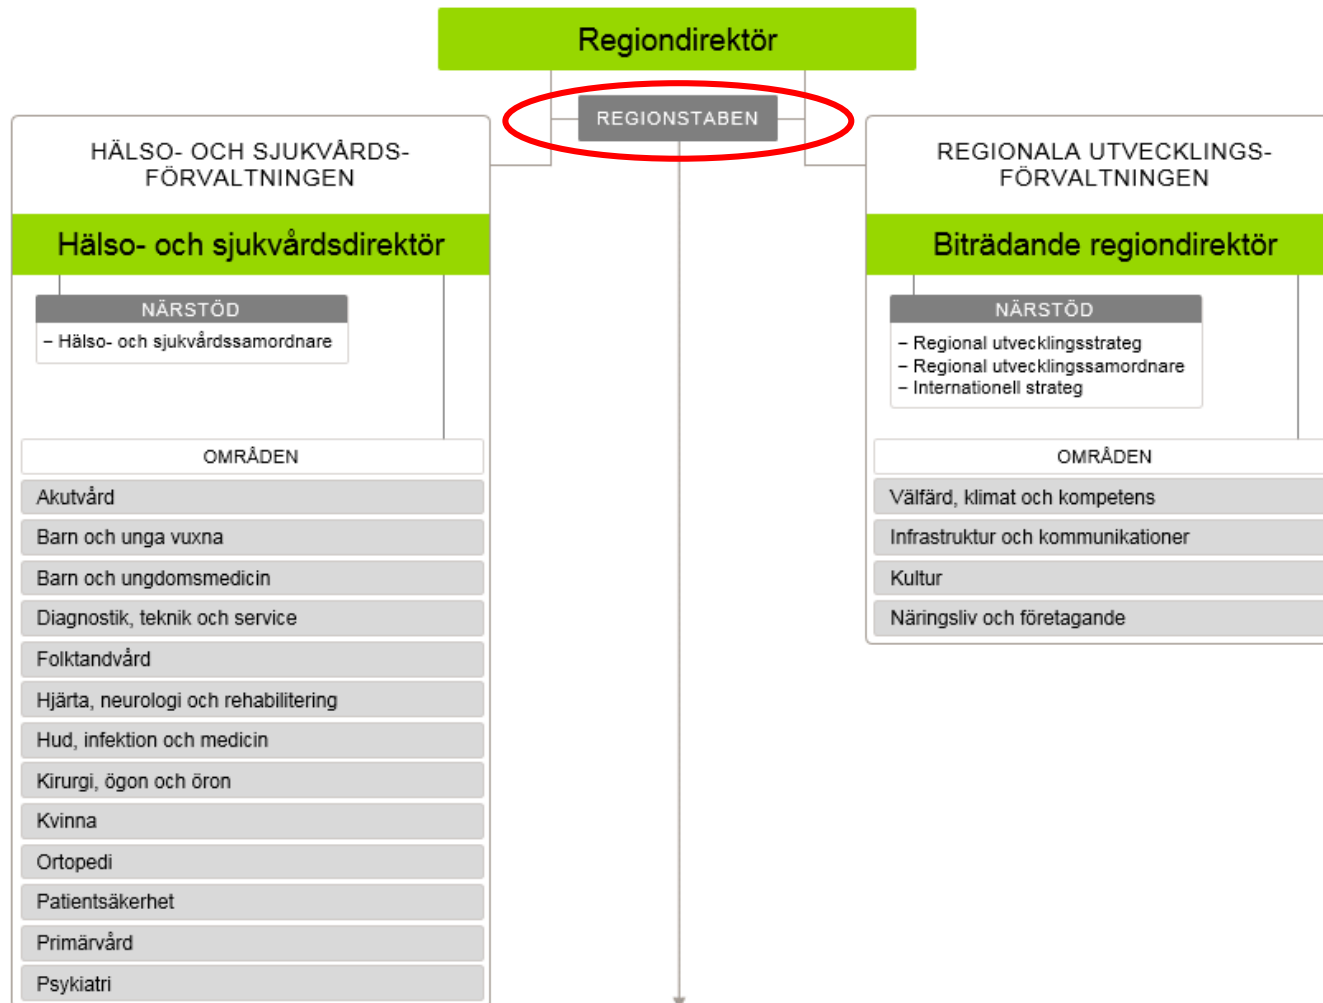 Regiondirektör
REGIONSTABEN
HÄLSO- OCH SJUKVÅRDS-
FÖRVALTNINGEN
Hälso- och sjukvårdsdirektör
NÄRSTÖD
– Hälso- och sjukvårdssamordnare
OMRÅDEN
Akutvård
Barn och unga vuxna
Barn och ungdomsmedicin
Diagnostik, teknik och service
Folktandvård
Hjärta, neurologi och rehabilitering
Hud, infektion och medicin
Kirurgi, ögon och öron
Kvinna
Ortopedi
Patientsäkerhet
Primärvård
Psykiatri
REGIONALA UTVECKLINGS-
FÖRVALTNINGEN
Biträdande regiondirektör
NÄRSTÖD
– Regional utvecklingsstrateg
– Regional utvecklingssamordnare
– Internationell strateg
OMRÅDEN
Välfärd, klimat och kompetens
Infrastruktur och kommunikationer
Kultur
Näringsliv och företagande